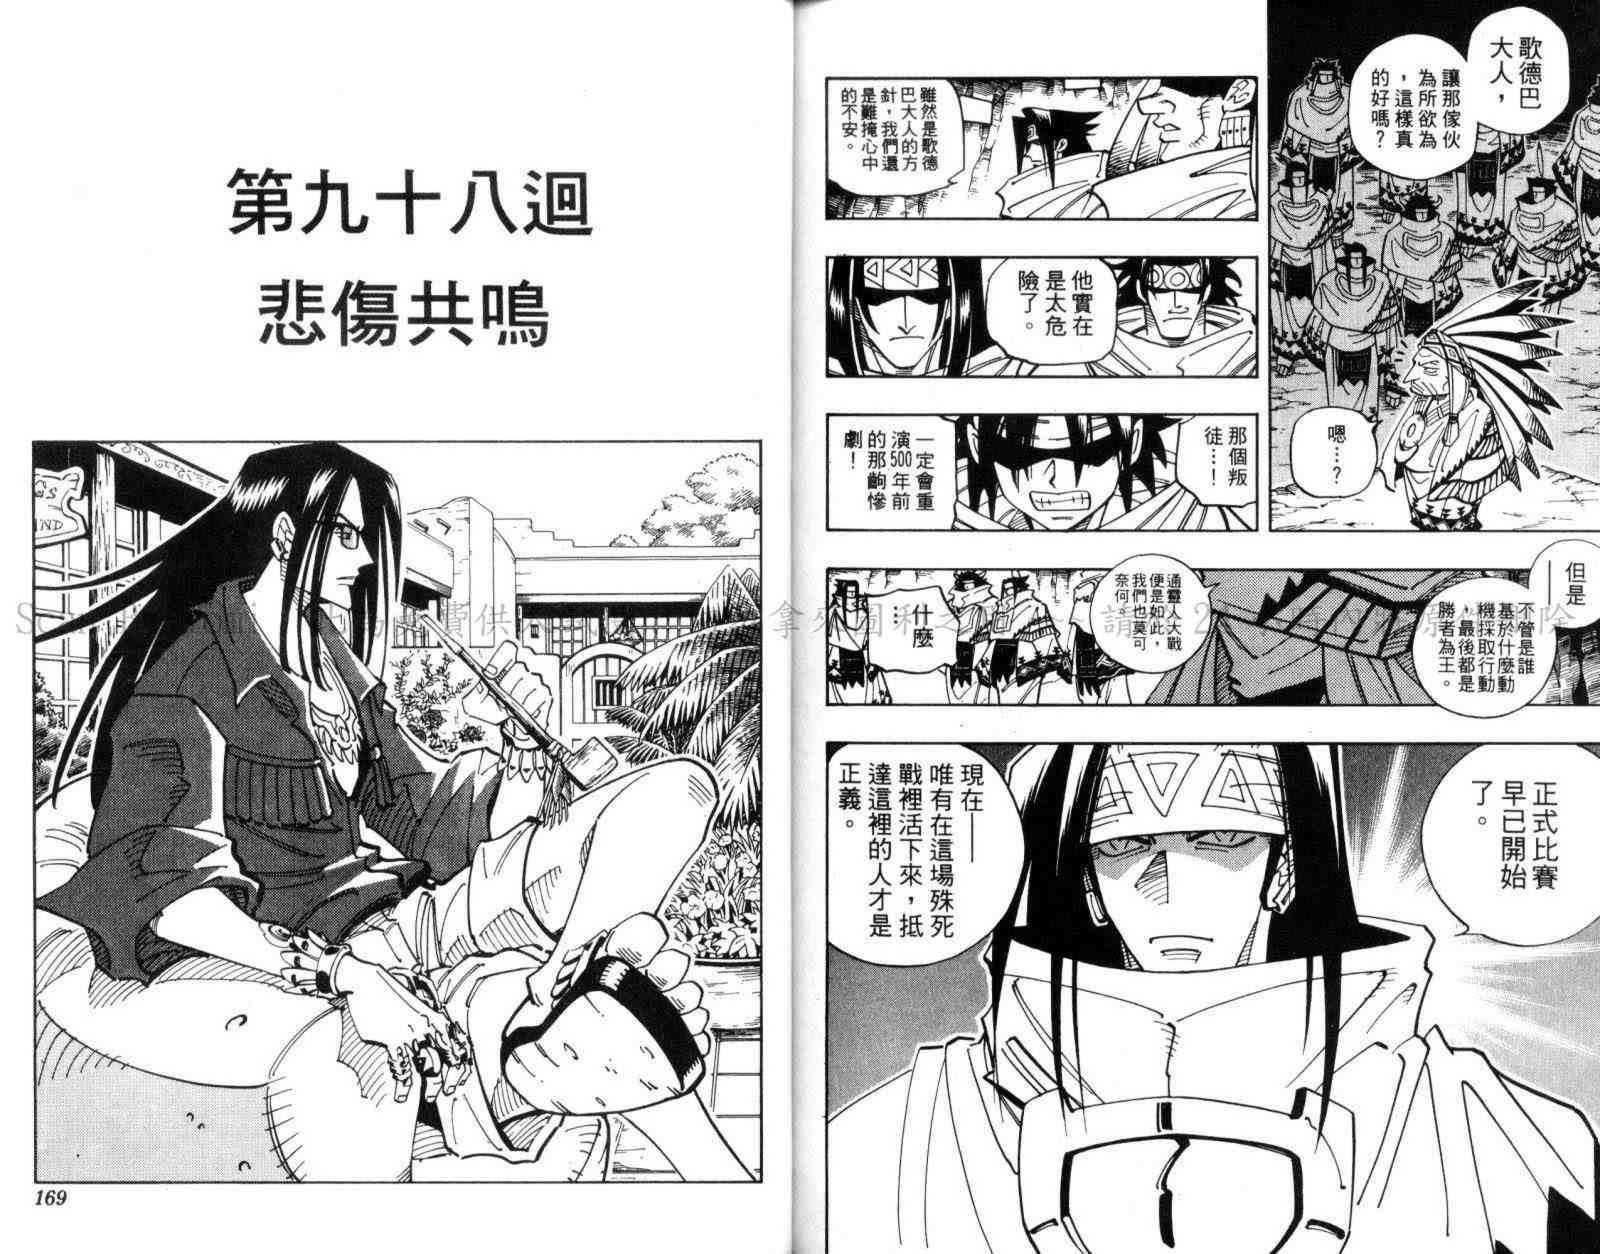 歌德巴
大人，
讓那傢伙
為所欲為
，這樣真
的好嗎？
嗯…？
雖然是歌德
巴大人的方
針，我們還
是難掩心中
的不安。
他實在
是太危
險了。
那個叛
徒…！
一定會重
演500年前
的那齣慘
劇！
──但是
不管是誰
基於什麼動
機採取行動
，最後都是
勝者為王。
通靈人大戰
便是如此，
我們也莫可
奈何。
什麼
…
正式比賽
早已開始
了。
現在──
唯有在這場殊死
戰裡活下來，抵
達這裡的人才是
正義。
第九十八迴
悲傷共鳴
GS
ND
169